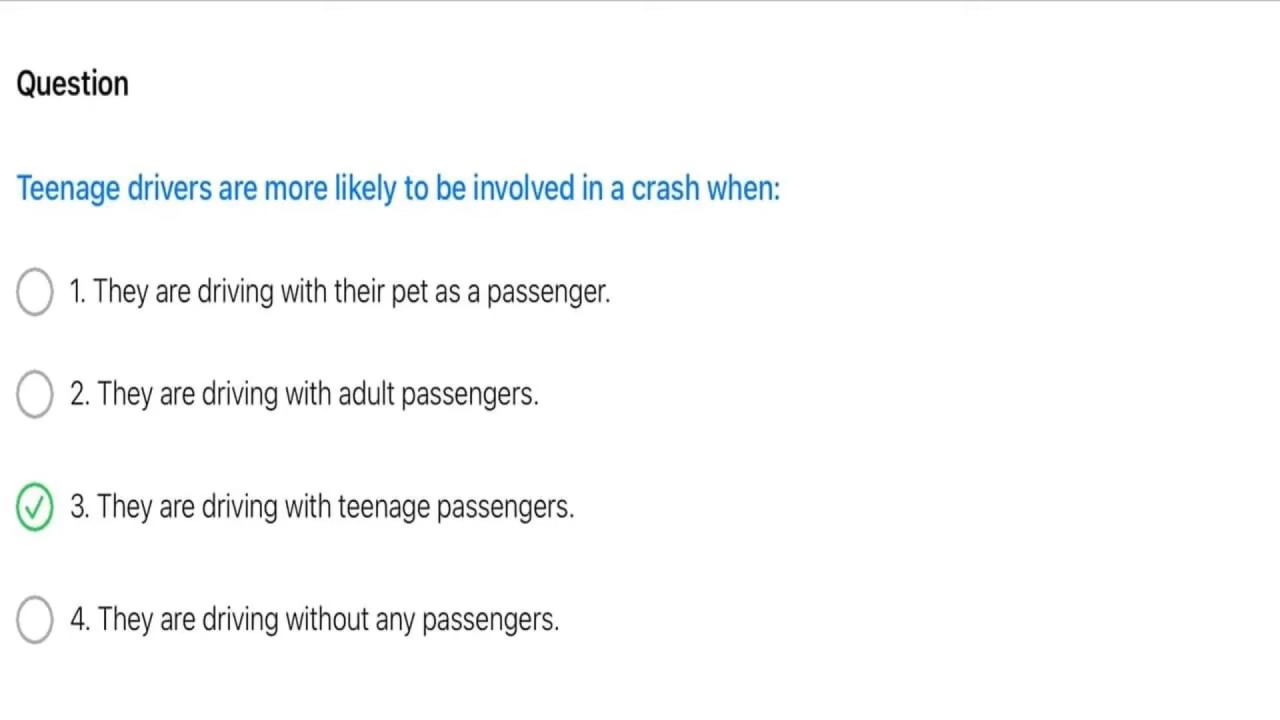 Question
Teenage drivers are more likely to be involved in a crash when:
1. They are driving with their pet as a passenger.
2. They are driving with adult passengers.
3. They are driving with teenage passengers.
4. They are driving without any passengers.